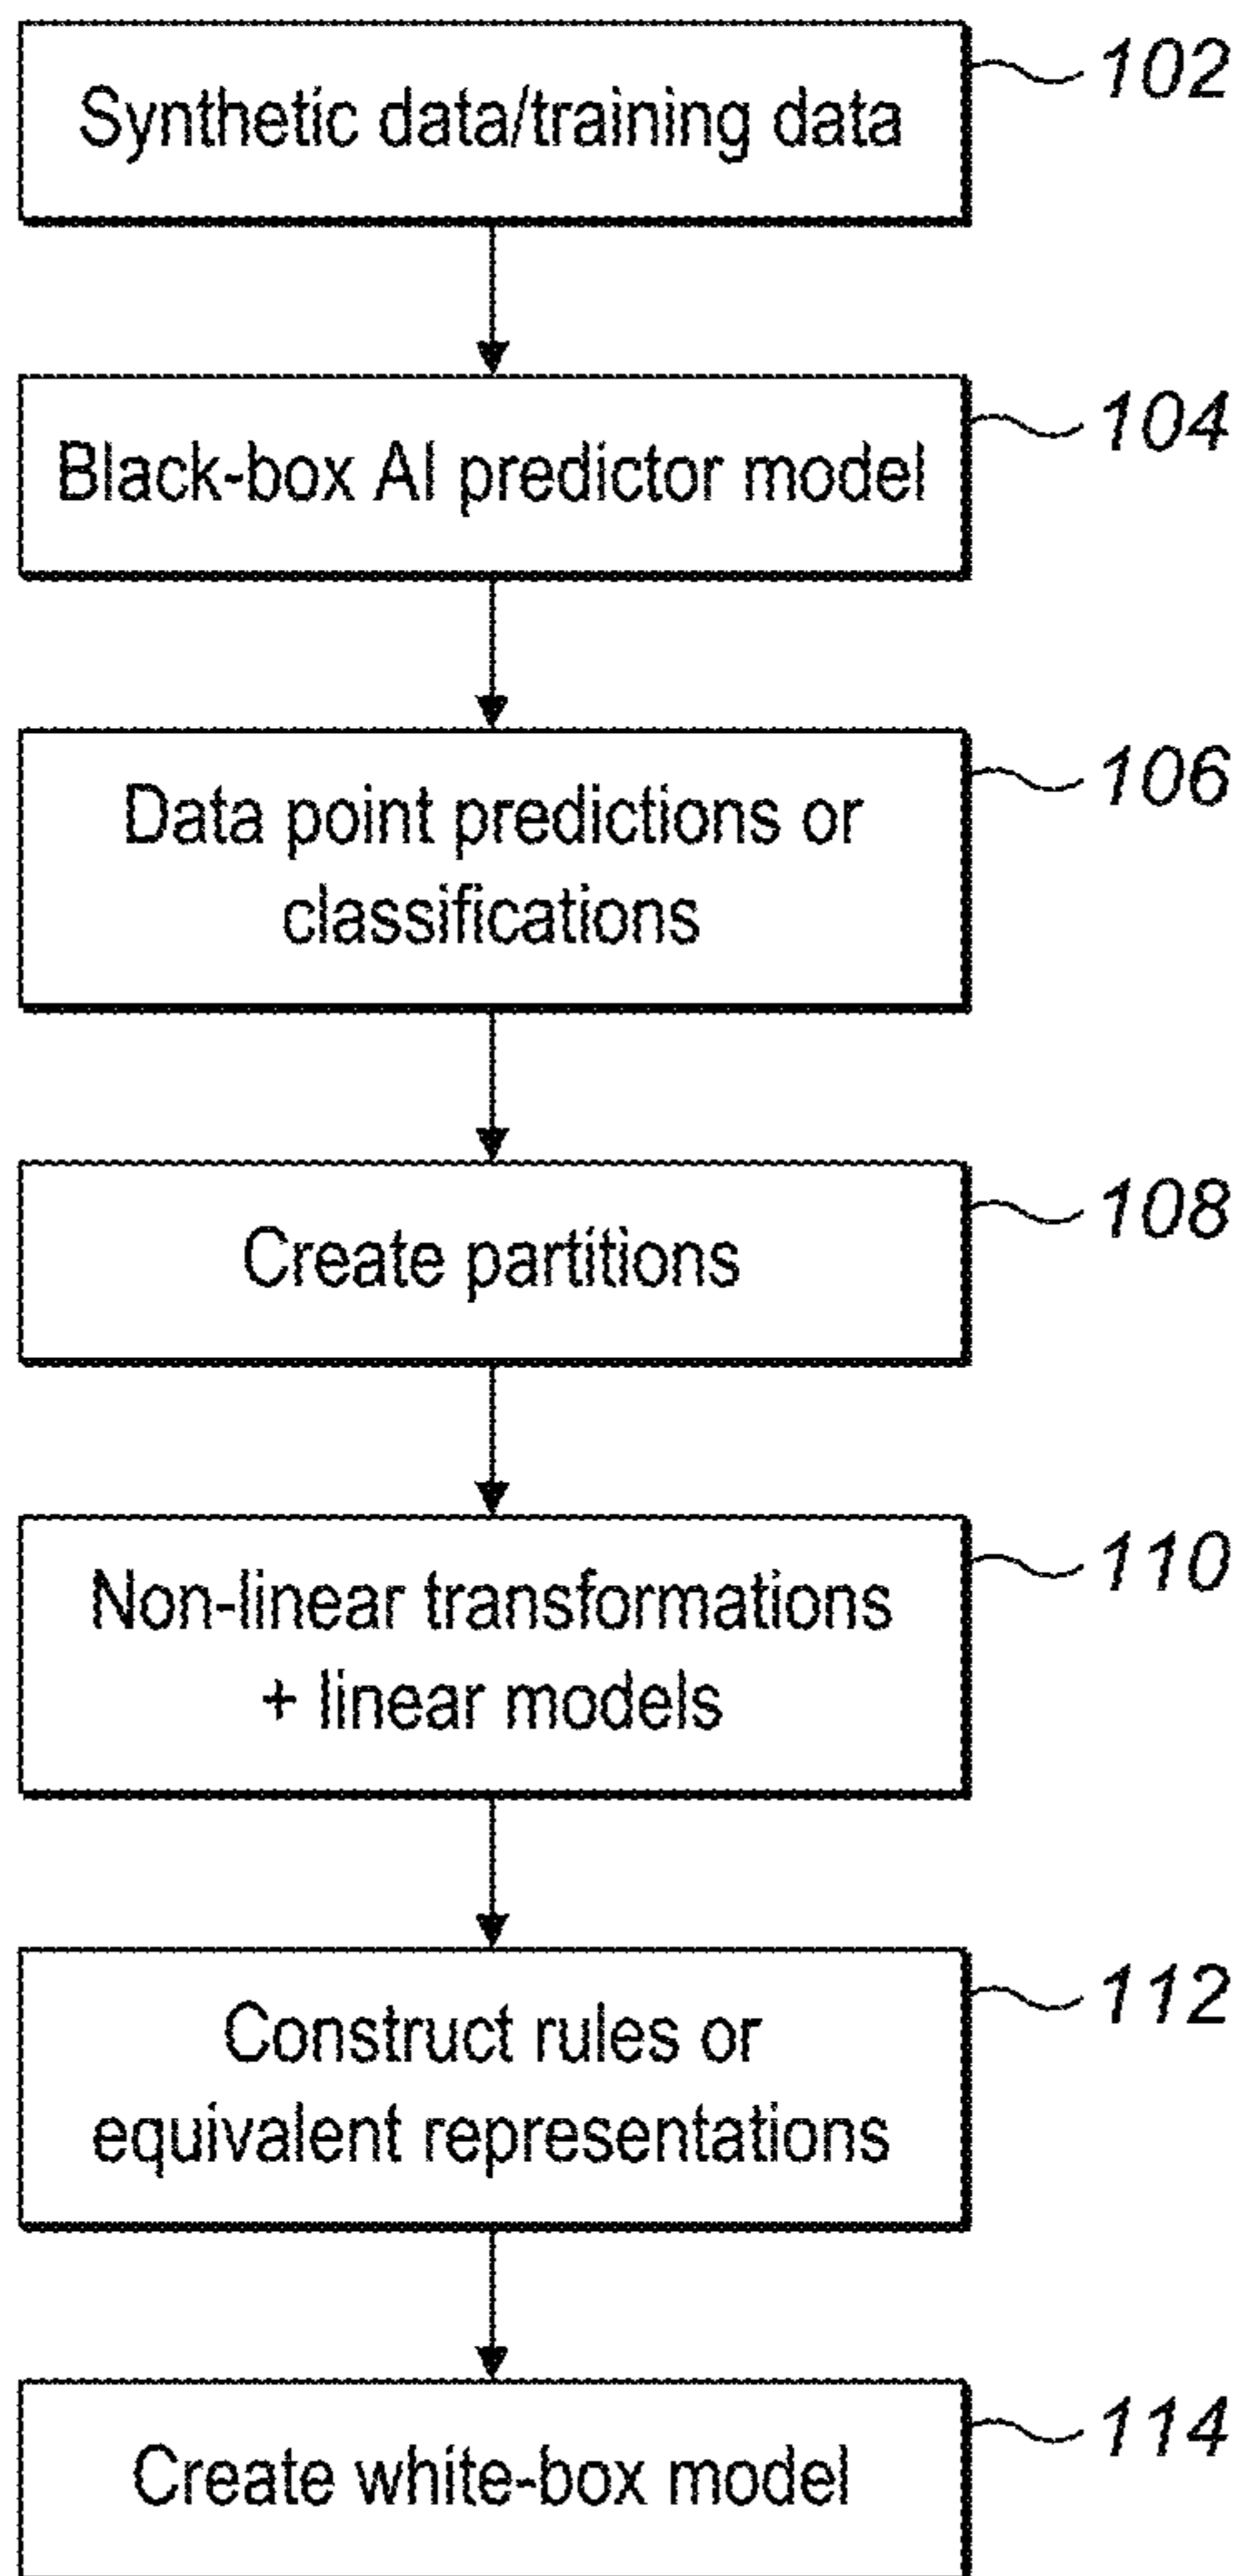 Synthetic data/training data
102
Black-box AI predictor model
104
Data point predictions or
classifications
106
Create partitions
108
Non-linear transformations
+ linear models
110
Construct rules or
equivalent representations
112
Create white-box model
114